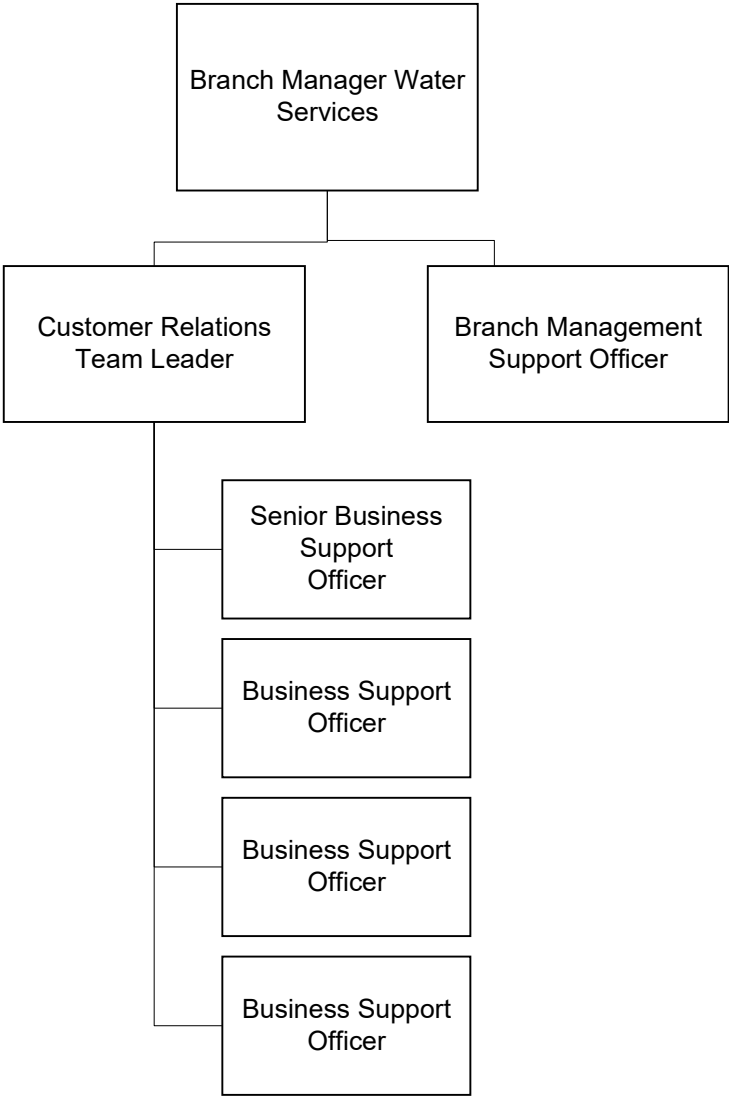 Branch Manager Water
Services
Customer Relations
Team Leader
Branch Management
Support Officer
Senior Business
Support
Officer
Business Support
Officer
Business Support
Officer
Business Support
Officer